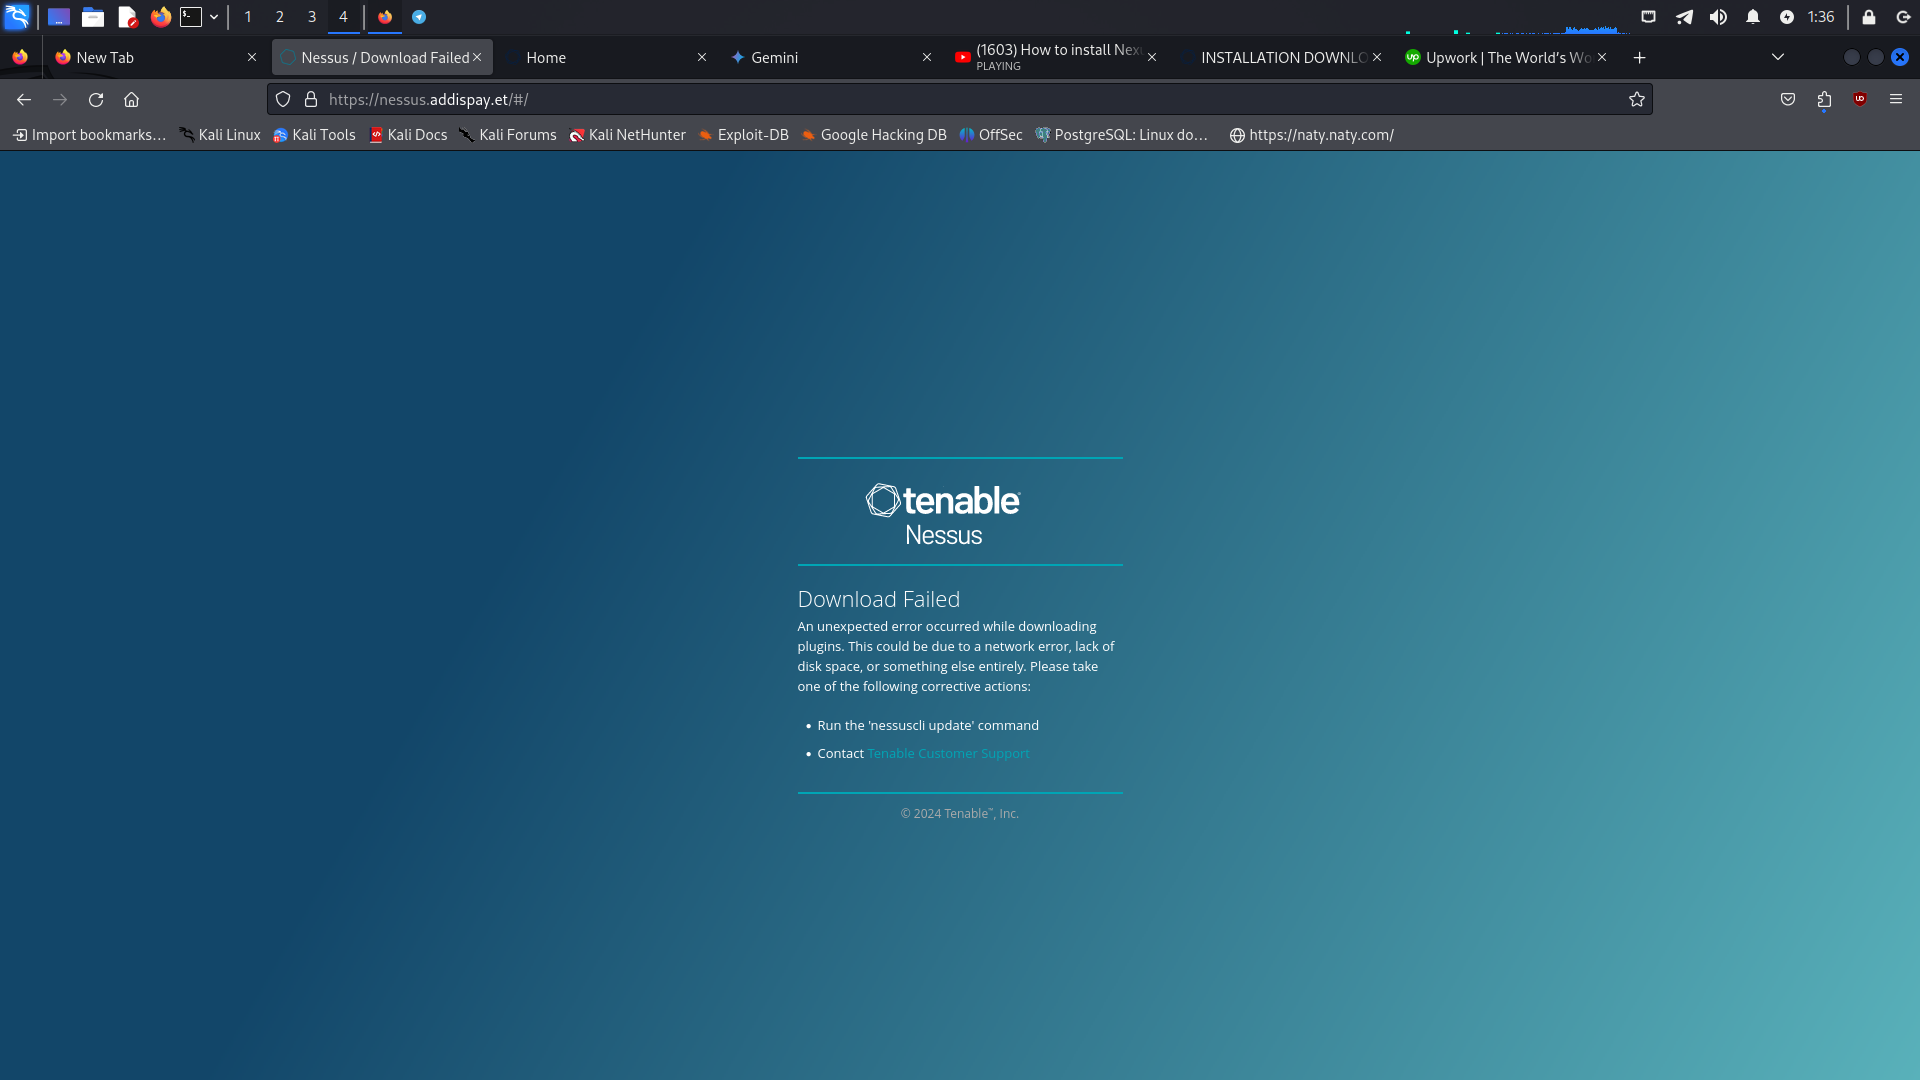 1 2 3 4
1:36
New Tab
Nessus / Download Failed
Home
Gemini
(1603) How to install Nex
PLAYING
INSTALLATION DOWNLO
Upwork | The World's Wo
https://nessus.addispay.et/#/
Import bookmarks... Kali Linux Kali Tools Kali Docs Kali Forums Kali NetHunter Exploit-DB Google Hacking DB OffSec PostgreSQL: Linux do... https://naty.naty.com/
tenable
Nessus
Download Failed
An unexpected error occurred while downloading
plugins. This could be due to a network error, lack of
disk space, or something else entirely. Please take
one of the following corrective actions:
• Run the 'nessuscli update' command
• Contact Tenable Customer Support
© 2024 Tenable™, Inc.